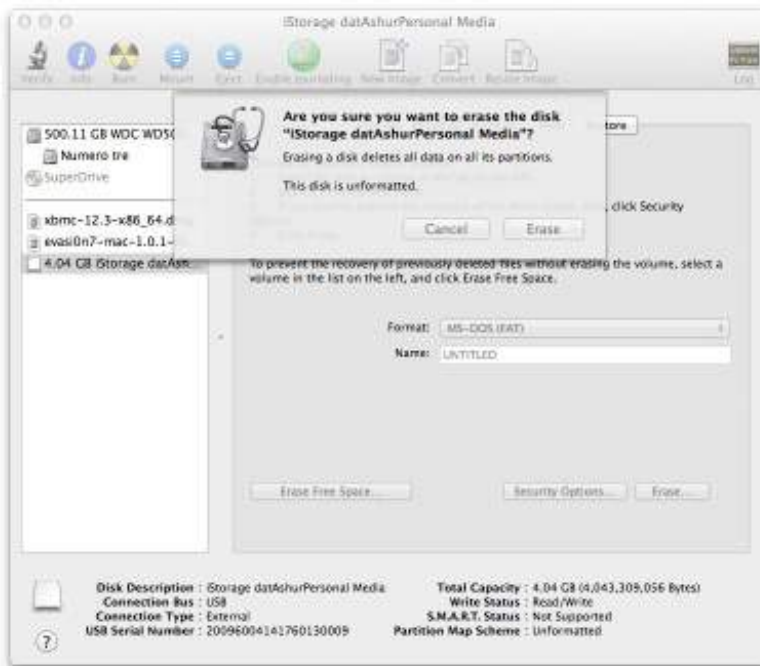 iStorage datAshurPersonal Media
Verify Info Burn Mount Eject Enable Journaling New Image Convert Resize Image Log
Are you sure you want to erase the disk
"iStorage datAshurPersonal Media"?
Erasing a disk deletes all data on all its partitions.
This disk is unformatted.
Cancel Erase
500.11 GB WDC WD50
Numero tre
SuperDrive
xbmc-12.3-x86_64.d
evasi0n7-mac-1.0.1-
4.04 GB iStorage datAsh
tore
click Security
To prevent the recovery of previously deleted files without erasing the volume, select a
volume in the list on the left, and click Erase Free Space.
Format: MS-DOS (FAT)
Name: UNTITLED
Erase Free Space... Security Options... Erase...
Disk Description : iStorage datAshurPersonal Media Total Capacity : 4.04 GB (4,043,309,056 Bytes)
Connection Bus : USB Write Status : Read/Write
Connection Type : External S.M.A.R.T. Status : Not Supported
USB Serial Number : 20096004141760130009 Partition Map Scheme : Unformatted
?